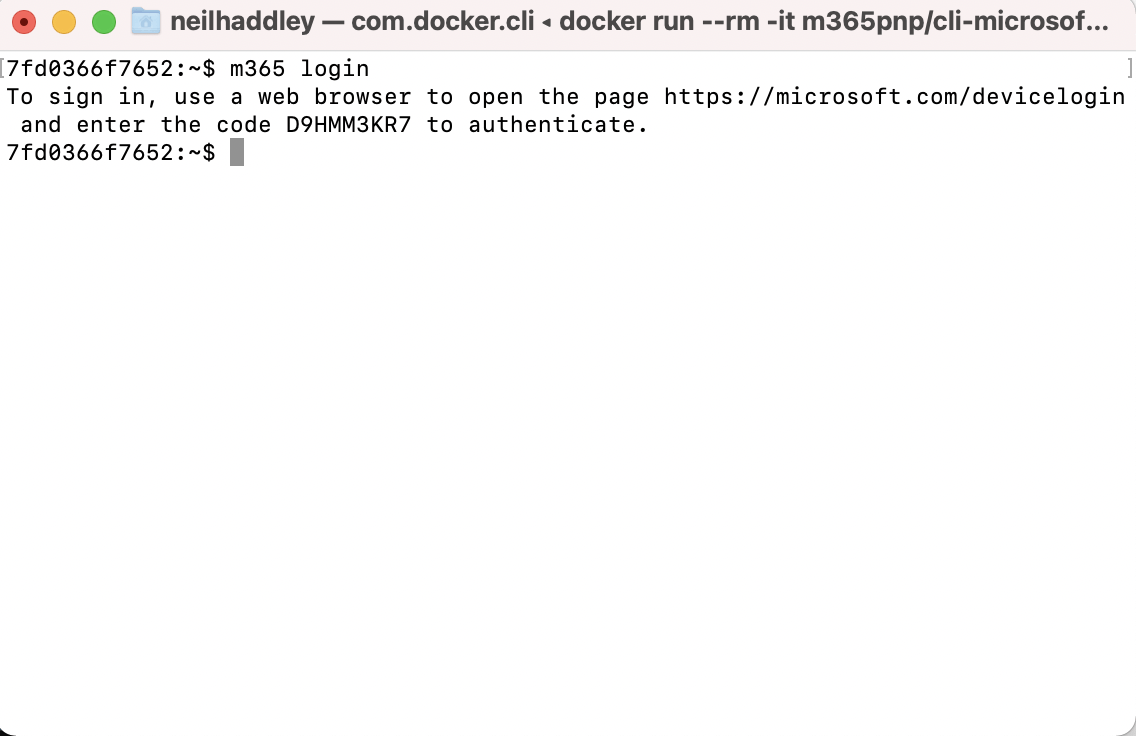 neilhaddley — com.docker.cli ◂ docker run --rm -it m365pnp/cli-microsof...
[7fd0366f7652:~$ m365 login ]
To sign in, use a web browser to open the page https://microsoft.com/devicelogin
and enter the code D9HMM3KR7 to authenticate.
7fd0366f7652:~$